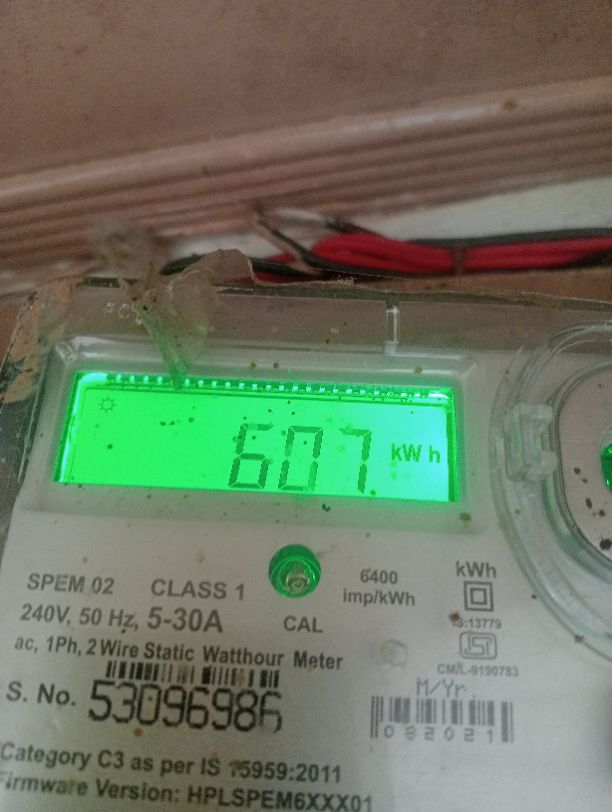 607 kW h
SPEM 02 CLASS 1
6400
imp/kWh
kWh
240V, 50 Hz, 5-30A
CAL
IS:13779
ISI
CM/L-9190783
ac, 1Ph, 2 Wire Static Watthour Meter
M/Yr.
S. No. 53096986
082021
Category C3 as per IS 15959:2011
Firmware Version: HPLSPEM6XXX01